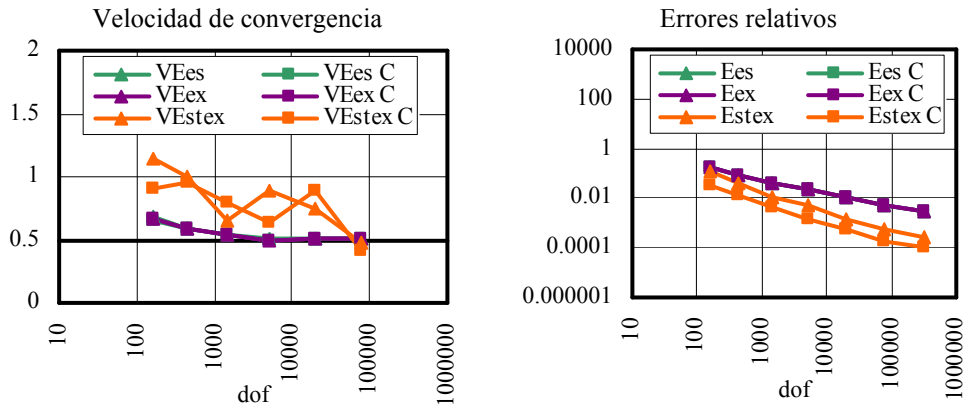 Velocidad de convergencia
2
1.5
1
0.5
0
VEes
VEes C
VEex
VEex C
VEstex
VEstex C
10
100
1000
10000
100000
1000000
dof
Errores relativos
10000
100
1
0.01
0.0001
0.000001
Ees
Ees C
Eex
Eex C
Estex
Estex C
10
100
1000
10000
100000
1000000
dof